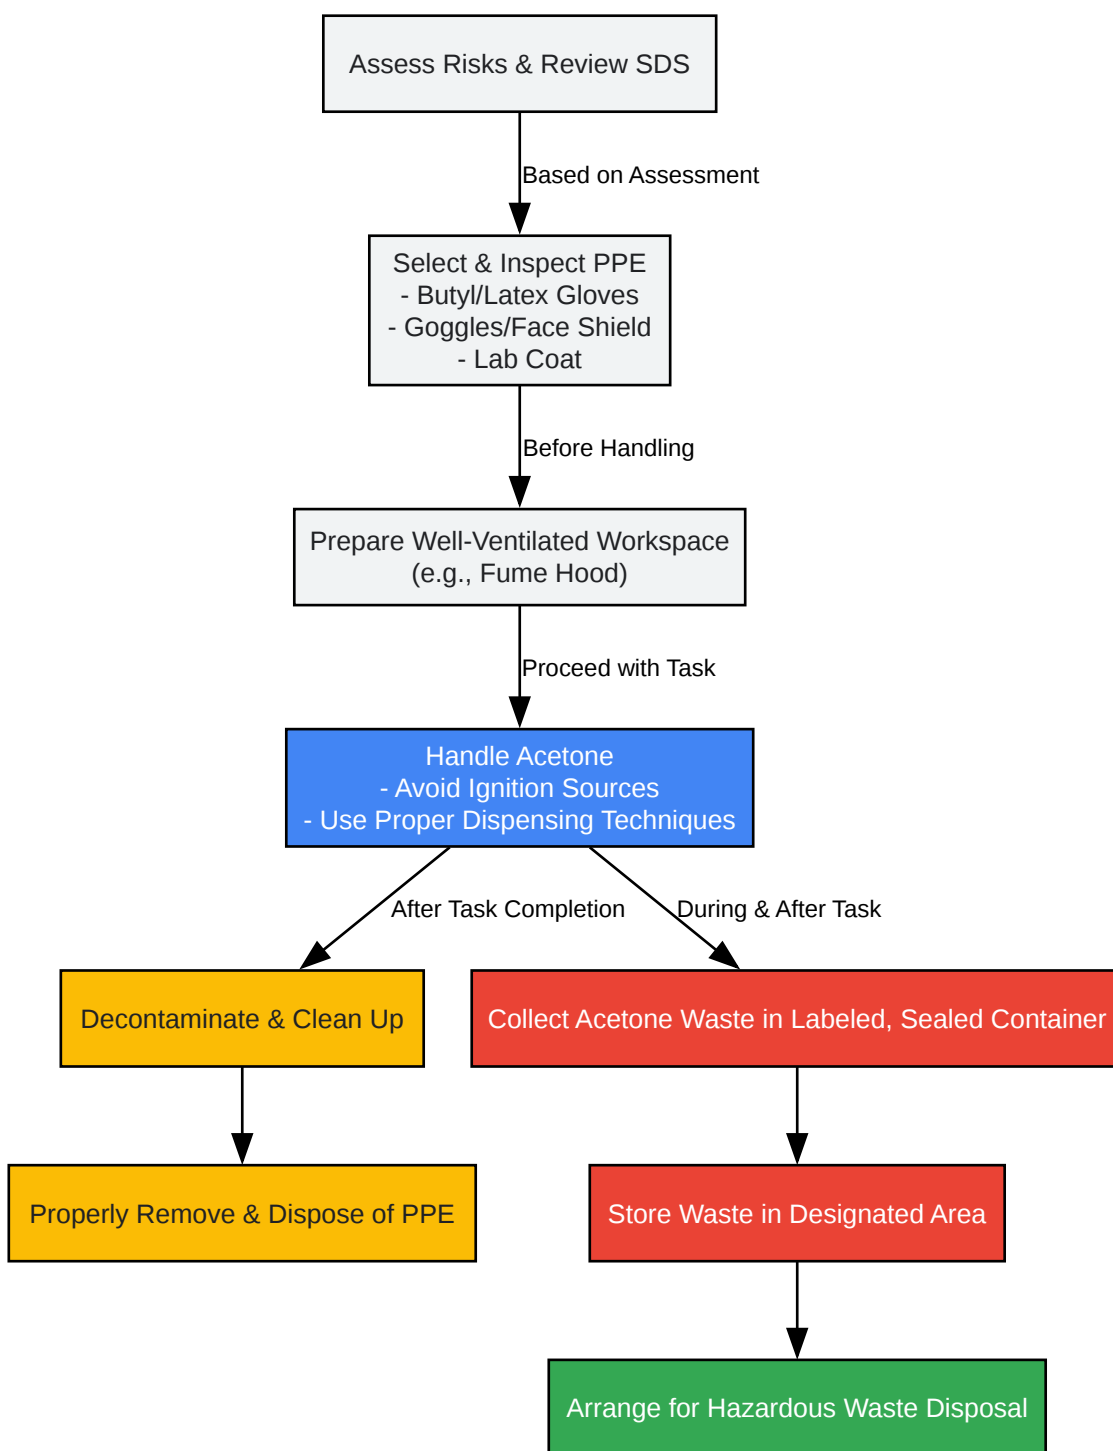 Assess Risks & Review SDS
Based on Assessment
Select & Inspect PPE
- Butyl/Latex Gloves
- Goggles/Face Shield
- Lab Coat
Before Handling
Prepare Well-Ventilated Workspace
(e.g., Fume Hood)
Proceed with Task
Handle Acetone
- Avoid Ignition Sources
- Use Proper Dispensing Techniques
After Task Completion
During & After Task
Decontaminate & Clean Up
Collect Acetone Waste in Labeled, Sealed Container
Properly Remove & Dispose of PPE
Store Waste in Designated Area
Arrange for Hazardous Waste Disposal